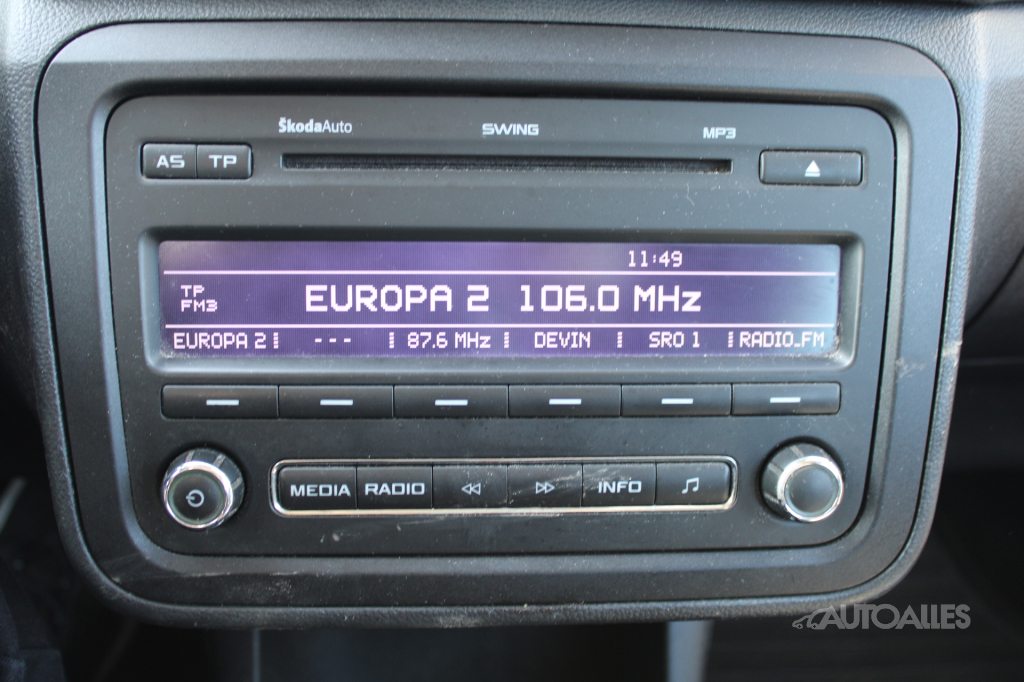 ŠkodaAuto SWING MP3
AS TP
11:49
TP
FM3
EUROPA 2 106.0 MHz
EUROPA 2 --- 87.6 MHz DEVIN SRO 1 RADIO_FM
MEDIA RADIO INFO
AUTOALLES